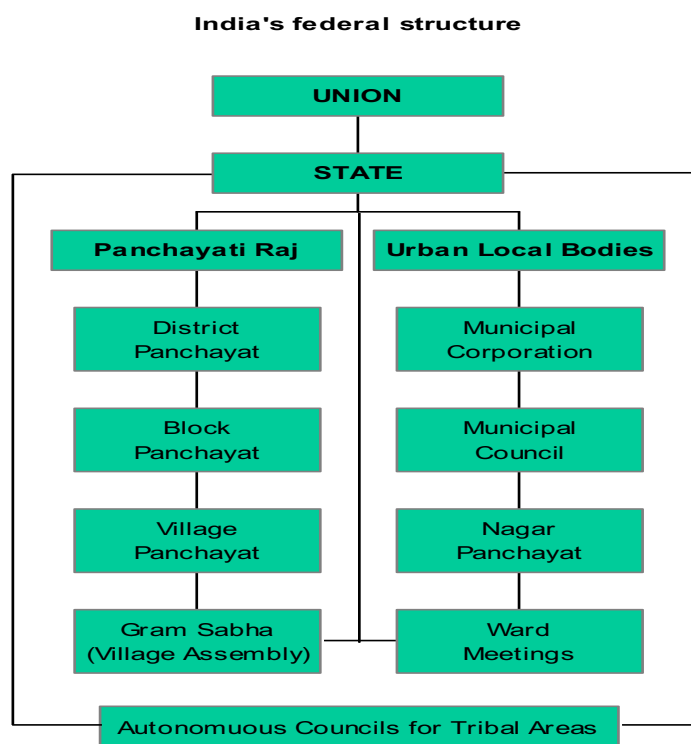 India's federal structure
UNION
STATE
Panchayati Raj
Urban Local Bodies
District
Panchayat
Municipal
Corporation
Block
Panchayat
Municipal
Council
Village
Panchayat
Nagar
Panchayat
Gram Sabha
(Village Assembly)
Ward
Meetings
Autonomuous Councils for Tribal Areas